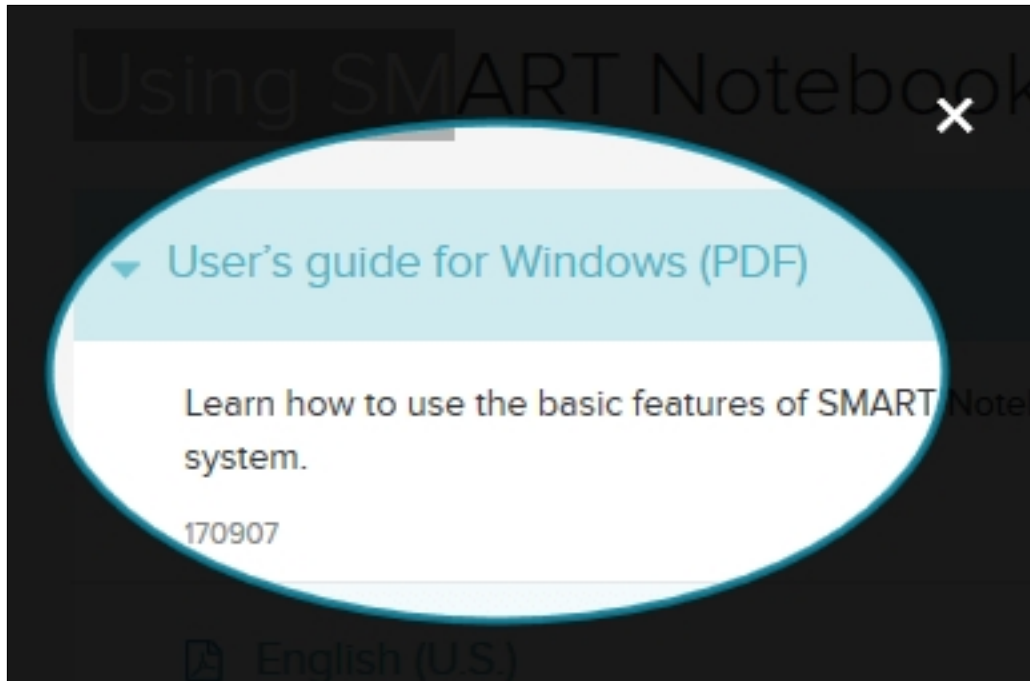 Using SMART Notebook
User's guide for Windows (PDF)
Learn how to use the basic features of SMART Note
system.
170907
English (U.S.)